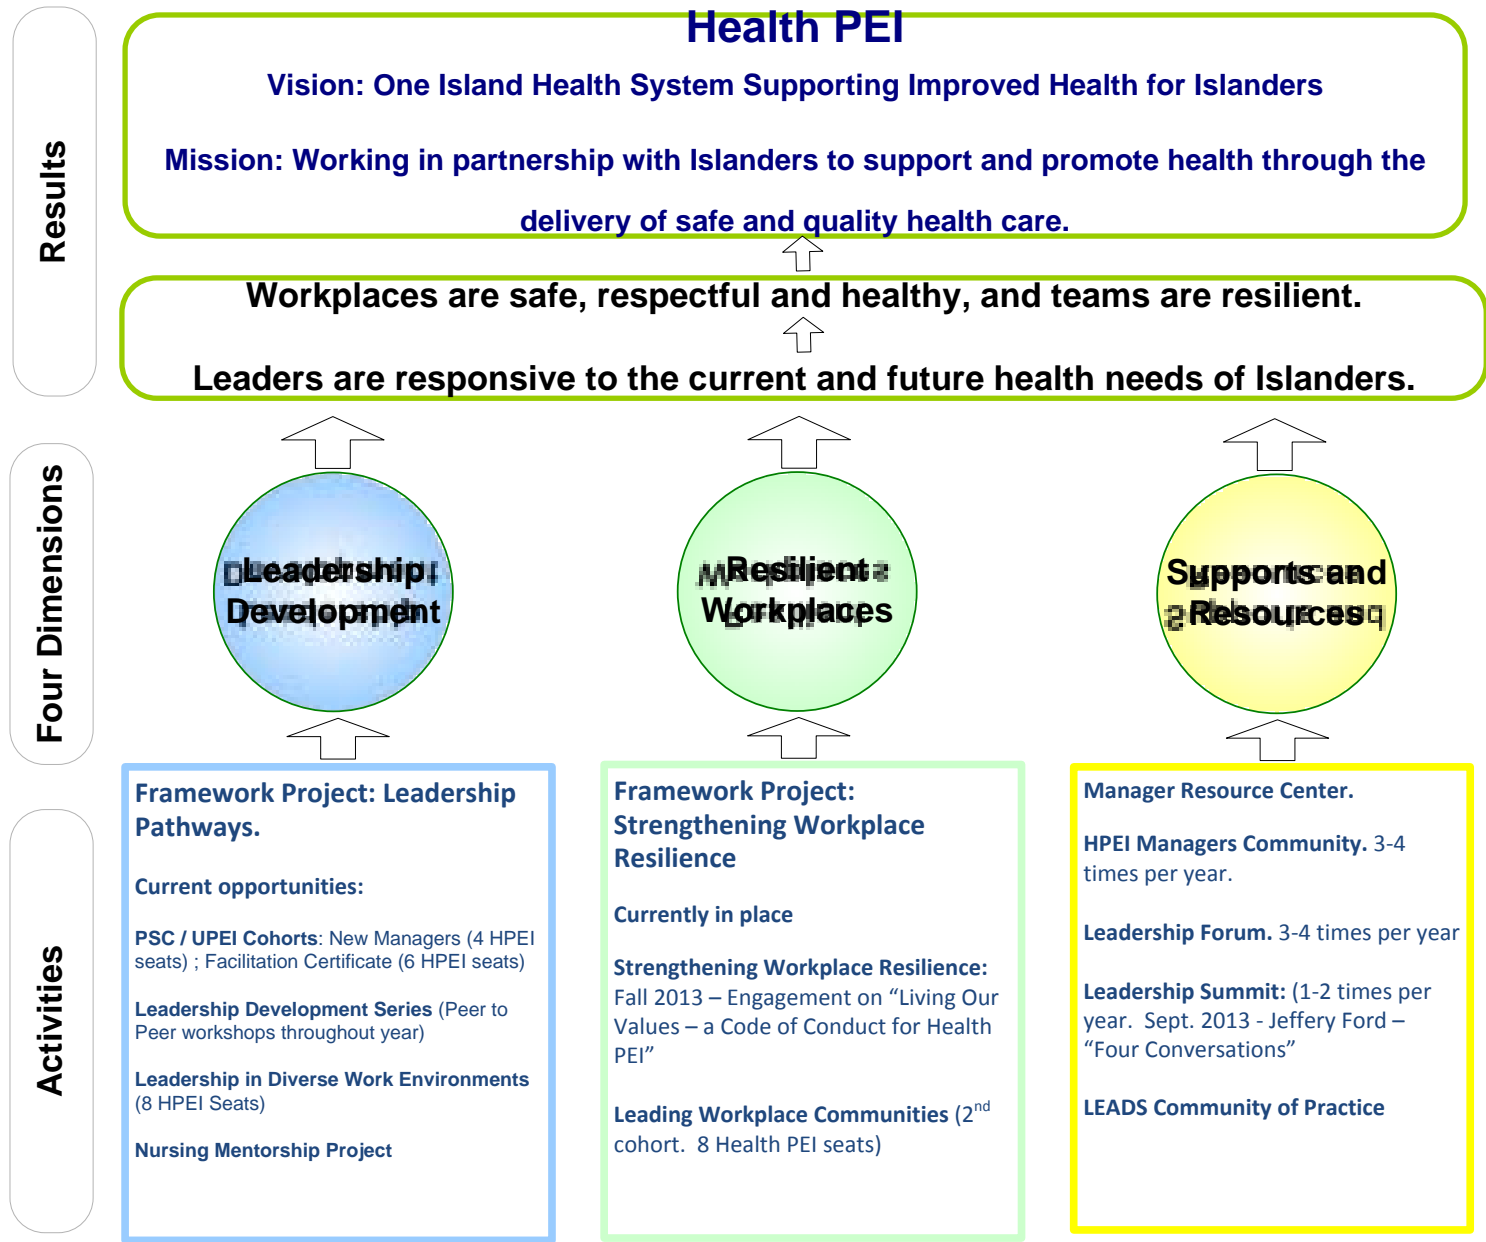 Health PEI
Vision: One Island Health System Supporting Improved Health for Islanders
Mission: Working in partnership with Islanders to support and promote health through the
delivery of safe and quality health care.
Results
Workplaces are safe, respectful and healthy, and teams are resilient.
Leaders are responsive to the current and future health needs of Islanders.
Four Dimensions
Leadership
Development
Resilient
Workplaces
Supports and
Resources
Activities
Framework Project: Leadership
Pathways.
Current opportunities:
PSC / UPEI Cohorts: New Managers (4 HPEI
seats) ; Facilitation Certificate (6 HPEI seats)
Leadership Development Series (Peer to
Peer workshops throughout year)
Leadership in Diverse Work Environments
(8 HPEI Seats)
Nursing Mentorship Project
Framework Project:
Strengthening Workplace
Resilience
Currently in place
Strengthening Workplace Resilience:
Fall 2013 – Engagement on “Living Our
Values – a Code of Conduct for Health
PEI”
Leading Workplace Communities (2nd
cohort. 8 Health PEI seats)
Manager Resource Center.
HPEI Managers Community. 3-4
times per year.
Leadership Forum. 3-4 times per year
Leadership Summit: (1-2 times per
year. Sept. 2013 - Jeffery Ford –
“Four Conversations”
LEADS Community of Practice